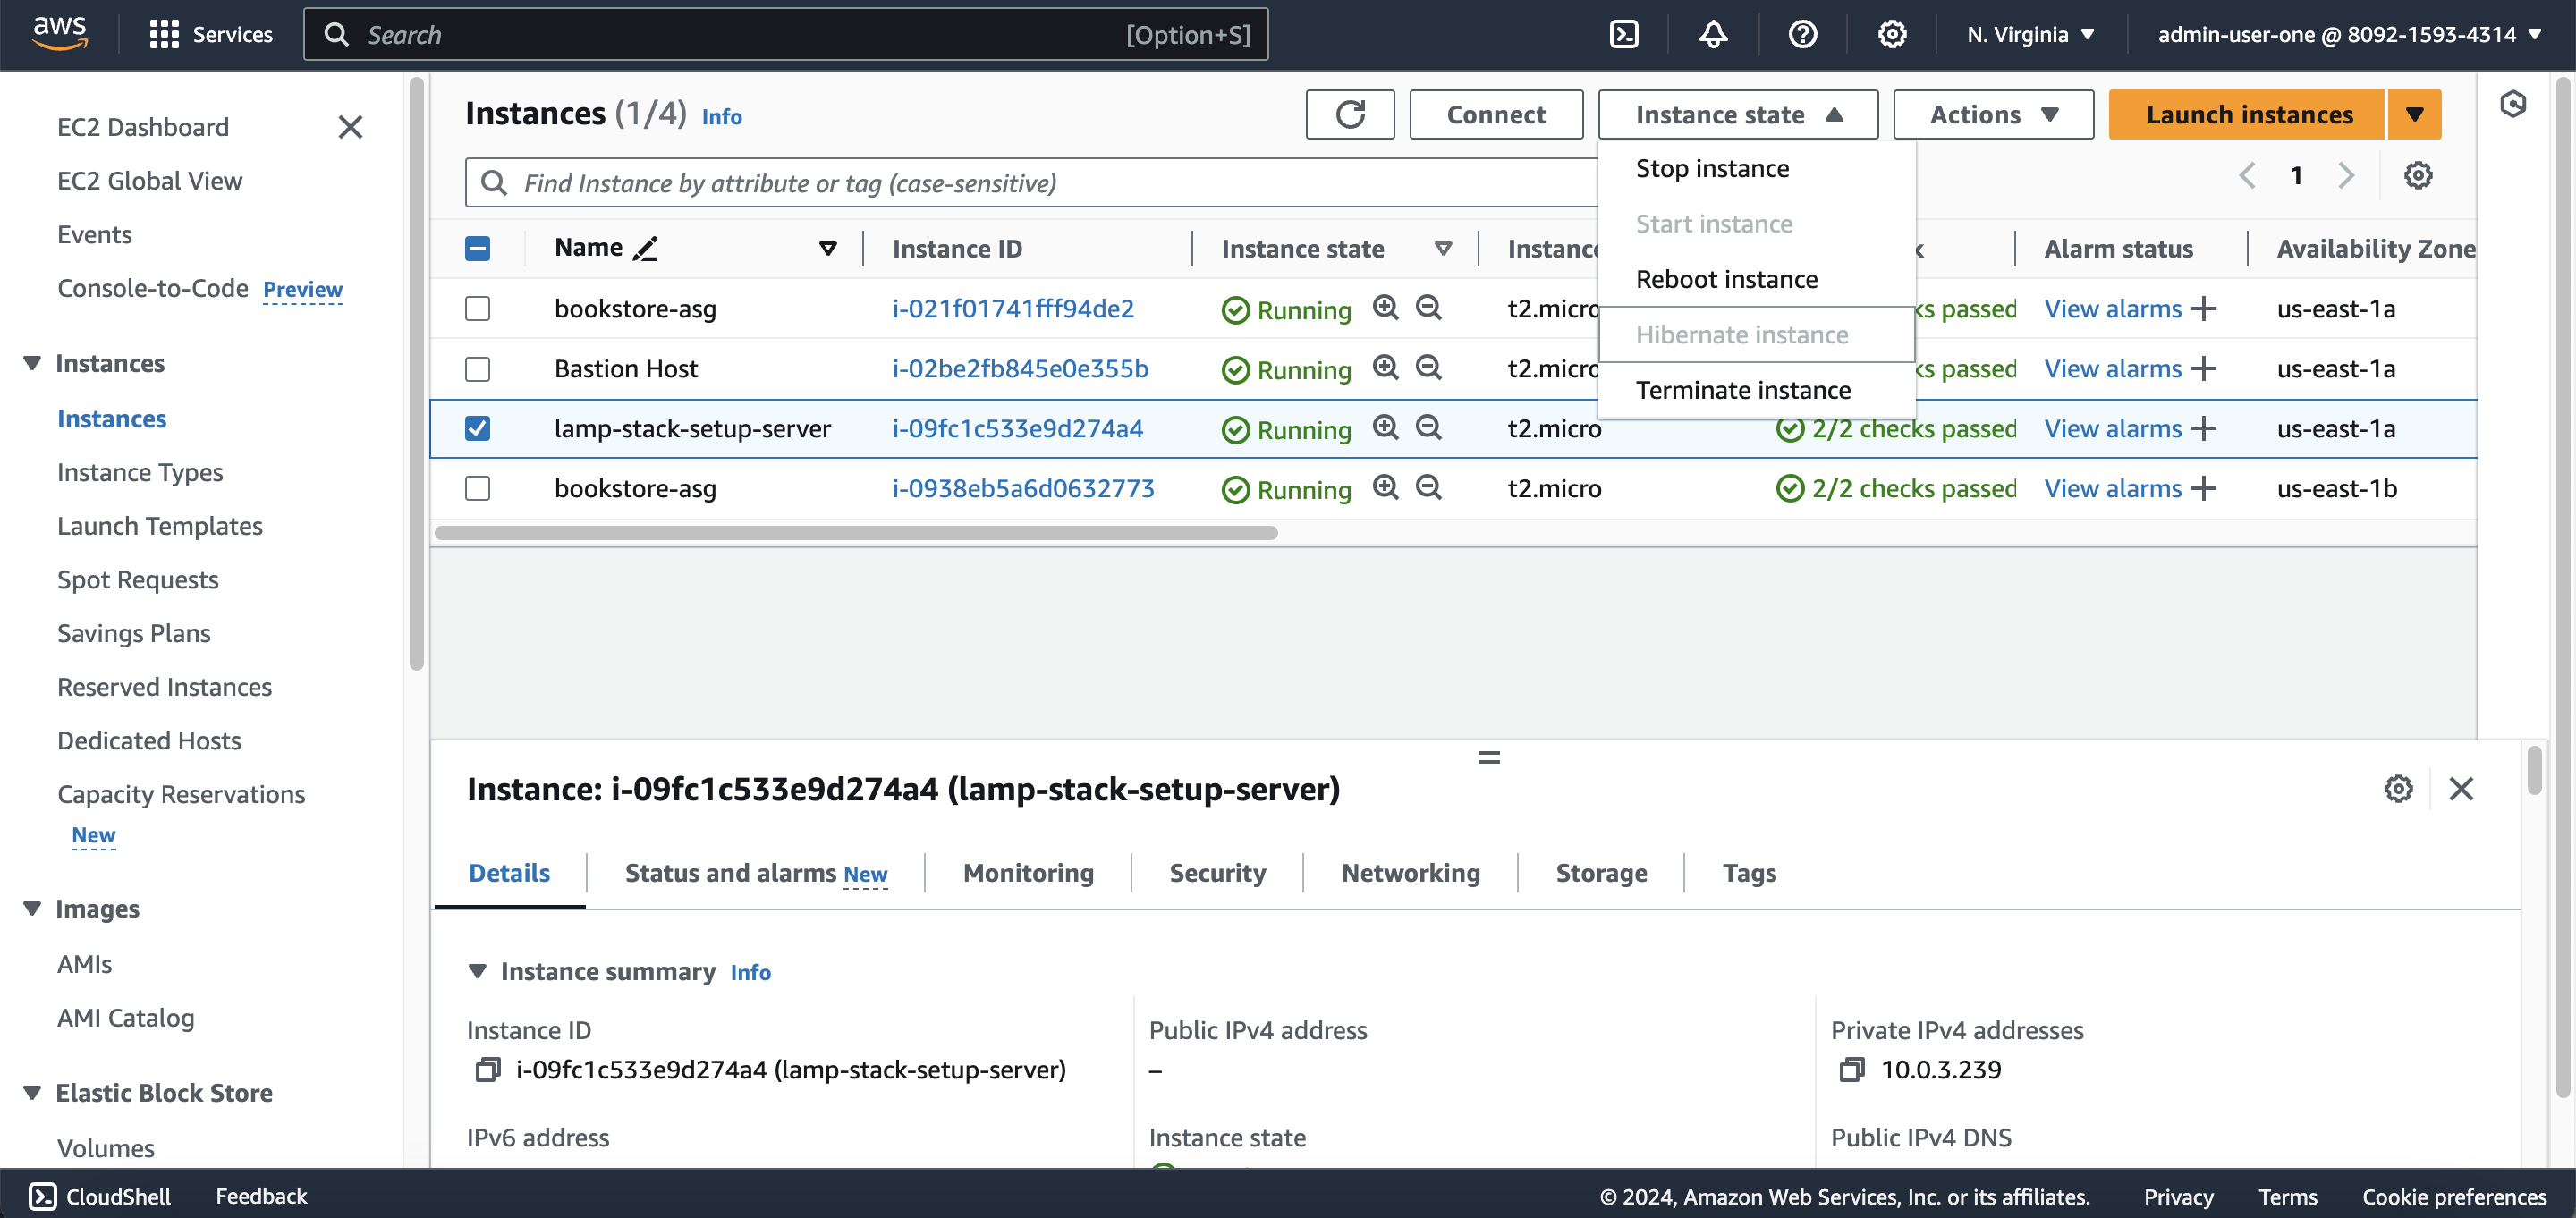 aws
Services
Search [Option+S]
N. Virginia
admin-user-one @ 8092-1593-4314
EC2 Dashboard
EC2 Global View
Events
Console-to-Code Preview
Instances
Instances
Instance Types
Launch Templates
Spot Requests
Savings Plans
Reserved Instances
Dedicated Hosts
Capacity Reservations
New
Images
AMIs
AMI Catalog
Elastic Block Store
Volumes
Instances (1/4) Info
Connect
Instance state
Actions
Launch instances
Find Instance by attribute or tag (case-sensitive)
1
Stop instance
Start instance
Reboot instance
Hibernate instance
Terminate instance
Name Instance ID Instance state Alarm status Availability Zone
bookstore-asg i-021f01741fff94de2 Running t2.micro passed View alarms us-east-1a
Bastion Host i-02be2fb845e0e355b Running t2.micro passed View alarms us-east-1a
lamp-stack-setup-server i-09fc1c533e9d274a4 Running t2.micro 2/2 checks passed View alarms us-east-1a
bookstore-asg i-0938eb5a6d0632773 Running t2.micro 2/2 checks passed View alarms us-east-1b
Instance: i-09fc1c533e9d274a4 (lamp-stack-setup-server)
Details Status and alarms New Monitoring Security Networking Storage Tags
Instance summary Info
Instance ID
i-09fc1c533e9d274a4 (lamp-stack-setup-server)
Public IPv4 address
–
Private IPv4 addresses
10.0.3.239
IPv6 address
Instance state
Public IPv4 DNS
CloudShell Feedback
© 2024, Amazon Web Services, Inc. or its affiliates. Privacy Terms Cookie preferences